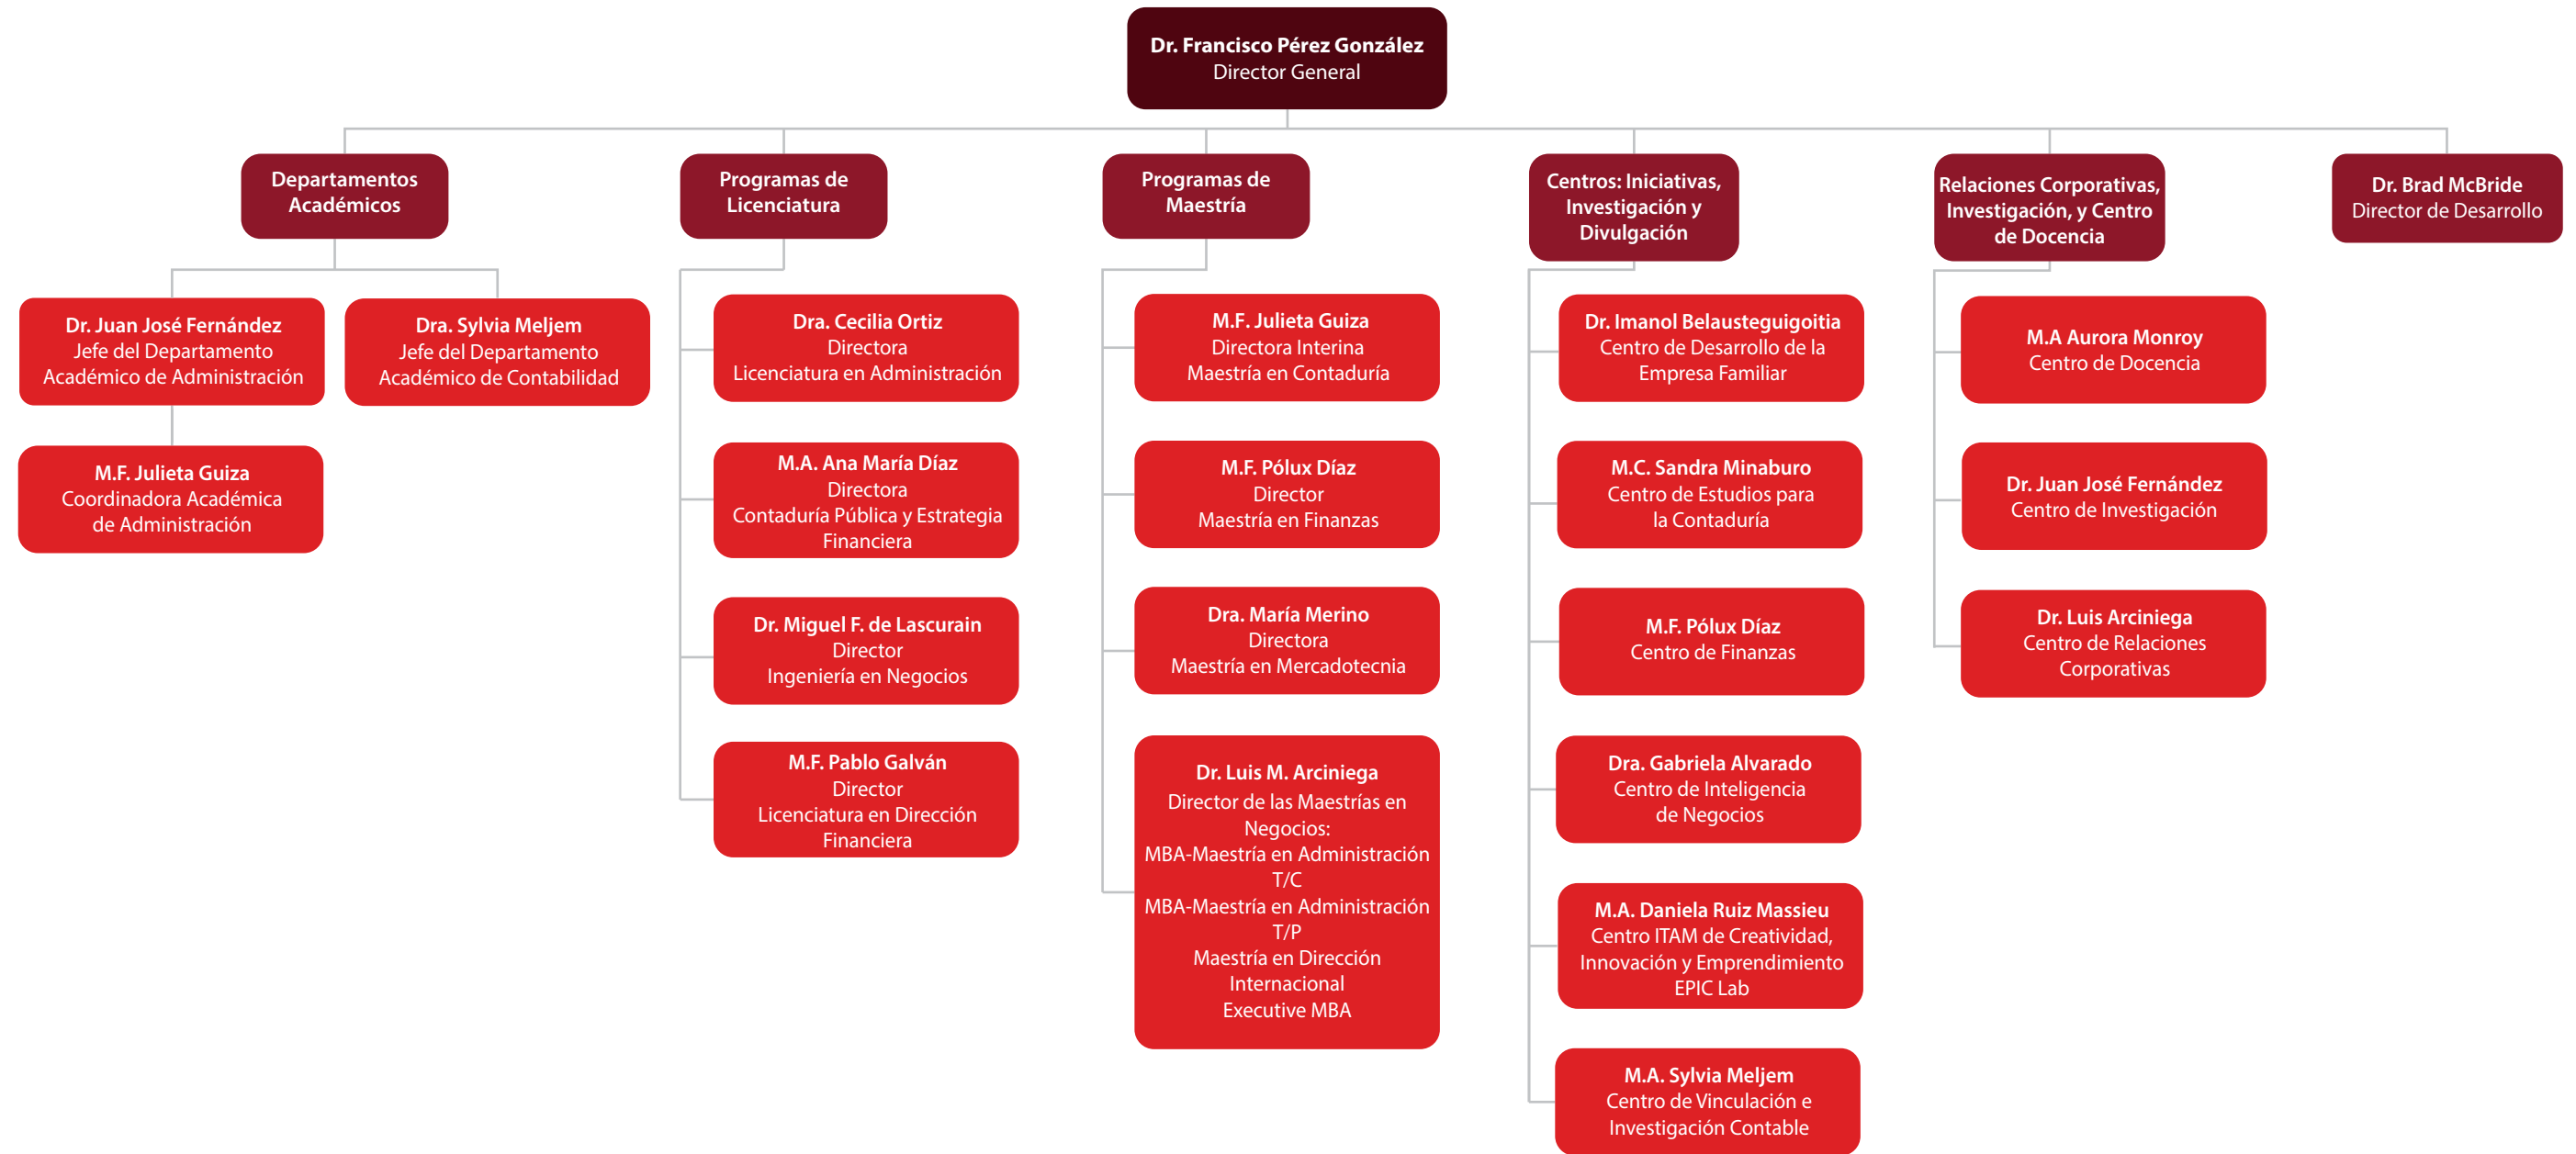 Dr. Francisco Pérez González
Director General
Departamentos
Académicos
Programas de
Licenciatura
Programas de
Maestría
Centros: Iniciativas,
Investigación y
Divulgación
Relaciones Corporativas,
Investigación, y Centro
de Docencia
Dr. Brad McBride
Director de Desarrollo
Dr. Juan José Fernández
Jefe del Departamento
Académico de Administración
Dra. Sylvia Meljem
Jefe del Departamento
Académico de Contabilidad
M.F. Julieta Guiza
Coordinadora Académica
de Administración
Dra. Cecilia Ortiz
Directora
Licenciatura en Administración
M.A. Ana María Díaz
Directora
Contaduría Pública y Estrategia
Financiera
Dr. Miguel F. de Lascurain
Director
Ingeniería en Negocios
M.F. Pablo Galván
Director
Licenciatura en Dirección
Financiera
M.F. Julieta Guiza
Directora Interina
Maestría en Contaduría
M.F. Pólux Díaz
Director
Maestría en Finanzas
Dra. María Merino
Directora
Maestría en Mercadotecnia
Dr. Luis M. Arciniega
Director de las Maestrías en
Negocios:
MBA-Maestría en Administración
T/C
MBA-Maestría en Administración
T/P
Maestría en Dirección
Internacional
Executive MBA
Dr. Imanol Belausteguigoitia
Centro de Desarrollo de la
Empresa Familiar
M.C. Sandra Minaburo
Centro de Estudios para
la Contaduría
M.F. Pólux Díaz
Centro de Finanzas
Dra. Gabriela Alvarado
Centro de Inteligencia
de Negocios
M.A. Daniela Ruiz Massieu
Centro ITAM de Creatividad,
Innovación y Emprendimiento
EPIC Lab
M.A. Sylvia Meljem
Centro de Vinculación e
Investigación Contable
M.A Aurora Monroy
Centro de Docencia
Dr. Juan José Fernández
Centro de Investigación
Dr. Luis Arciniega
Centro de Relaciones
Corporativas